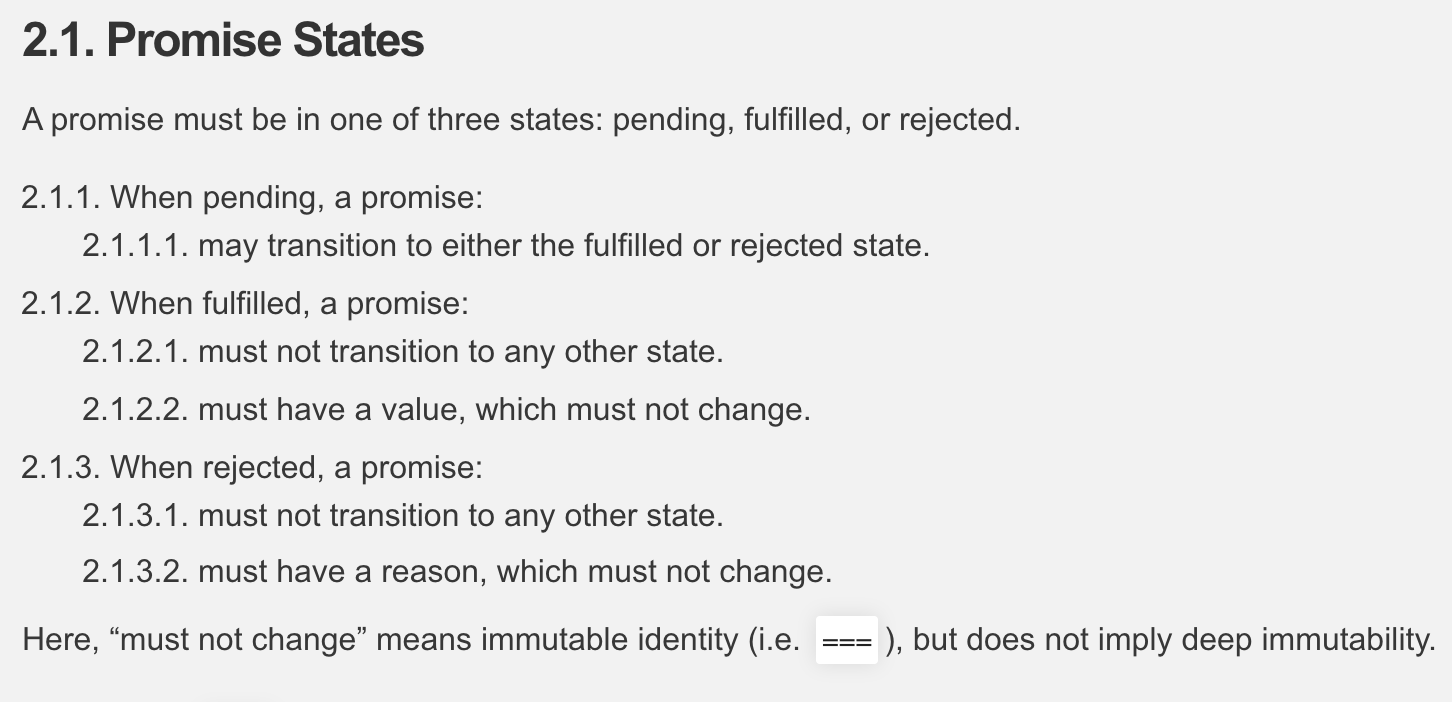 2.1. Promise States
A promise must be in one of three states: pending, fulfilled, or rejected.
2.1.1. When pending, a promise:
2.1.1.1. may transition to either the fulfilled or rejected state.
2.1.2. When fulfilled, a promise:
2.1.2.1. must not transition to any other state.
2.1.2.2. must have a value, which must not change.
2.1.3. When rejected, a promise:
2.1.3.1. must not transition to any other state.
2.1.3.2. must have a reason, which must not change.
Here, “must not change” means immutable identity (i.e. === ), but does not imply deep immutability.